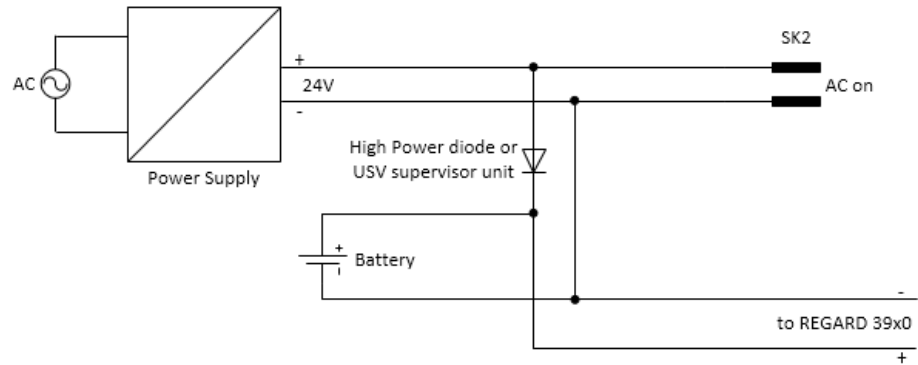 SK2
+
AC
24V
AC on
-
High Power diode or
USV supervisor unit
Power Supply
+
Battery
-
-
to REGARD 39x0
+